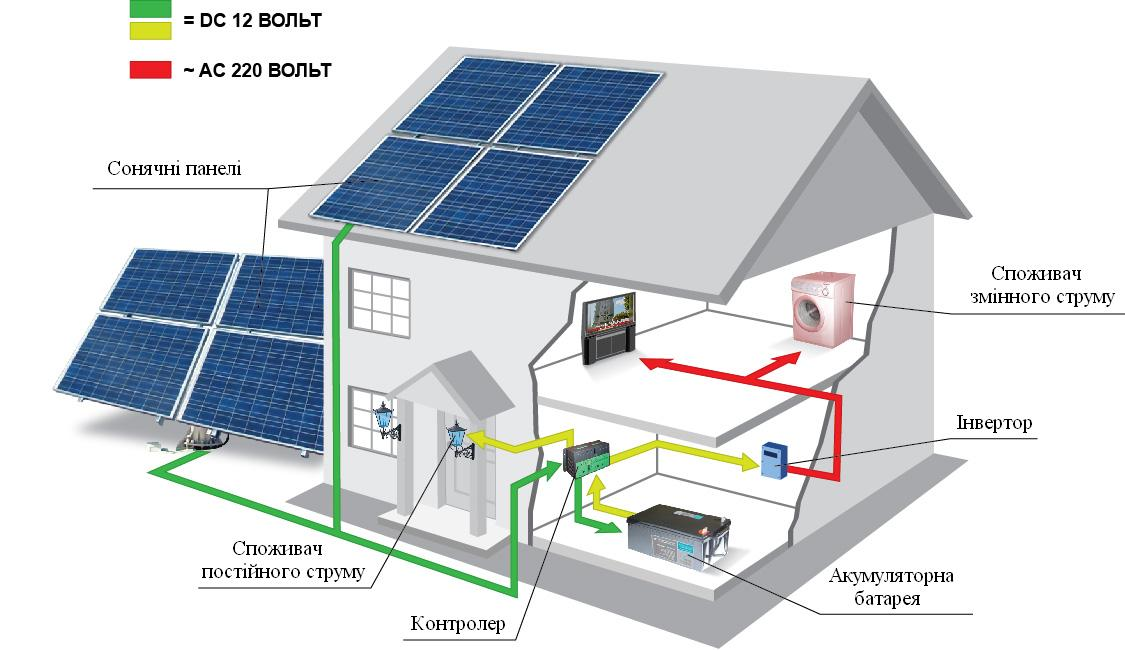 = DC 12 ВОЛЬТ
~ AC 220 ВОЛЬТ
Сонячні панелі
Споживач
змінного струму
Інвертор
Споживач
постійного струму
Акумуляторна
батарея
Контролер